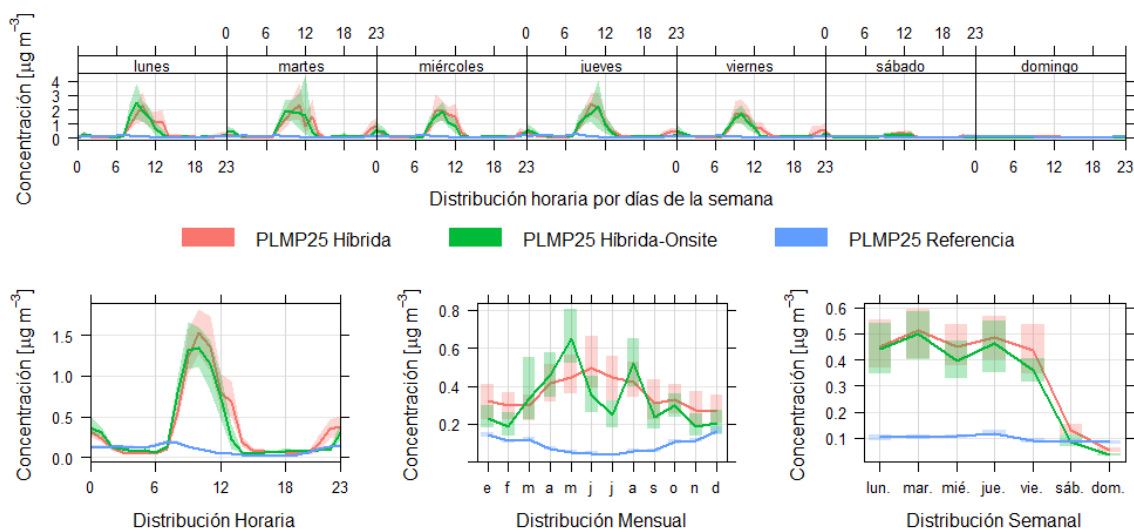 0 6 12 18 23 0 6 12 18 23 0 6 12 18 23
lunes martes miércoles jueves viernes sábado domingo
Concentración [µg m⁻³]
4
3
2
1
0
0 6 12 18 23 0 6 12 18 23 0 6 12 18 23 0 6 12 18 23
Distribución horaria por días de la semana
PLMP25 Híbrida PLMP25 Híbrida-Onsite PLMP25 Referencia
Concentración [µg m⁻³]
1.5
1.0
0.5
0.0
0 6 12 18 23
Distribución Horaria
Concentración [µg m⁻³]
0.8
0.6
0.4
0.2
e f m a m j j a s o n d
Distribución Mensual
Concentración [µg m⁻³]
0.6
0.5
0.4
0.3
0.2
0.1
lun. mar. mié. jue. vie. sáb. dom.
Distribución Semanal